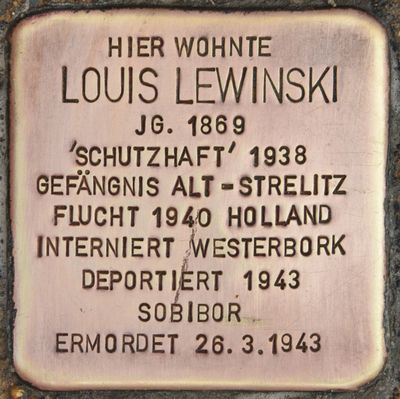 HIER WOHNTE
LOUIS LEWINSKI
JG. 1869
'SCHUTZHAFT' 1938
GEFÄNGNIS ALT-STRELITZ
FLUCHT 1940 HOLLAND
INTERNIERT WESTERBORK
DEPORTIERT 1943
SOBIBOR
ERMORDET 26.3.1943